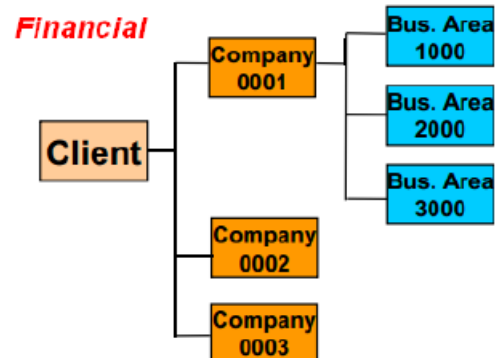 Financial
Client
Company
0001
Bus. Area
1000
Bus. Area
2000
Bus. Area
3000
Company
0002
Company
0003